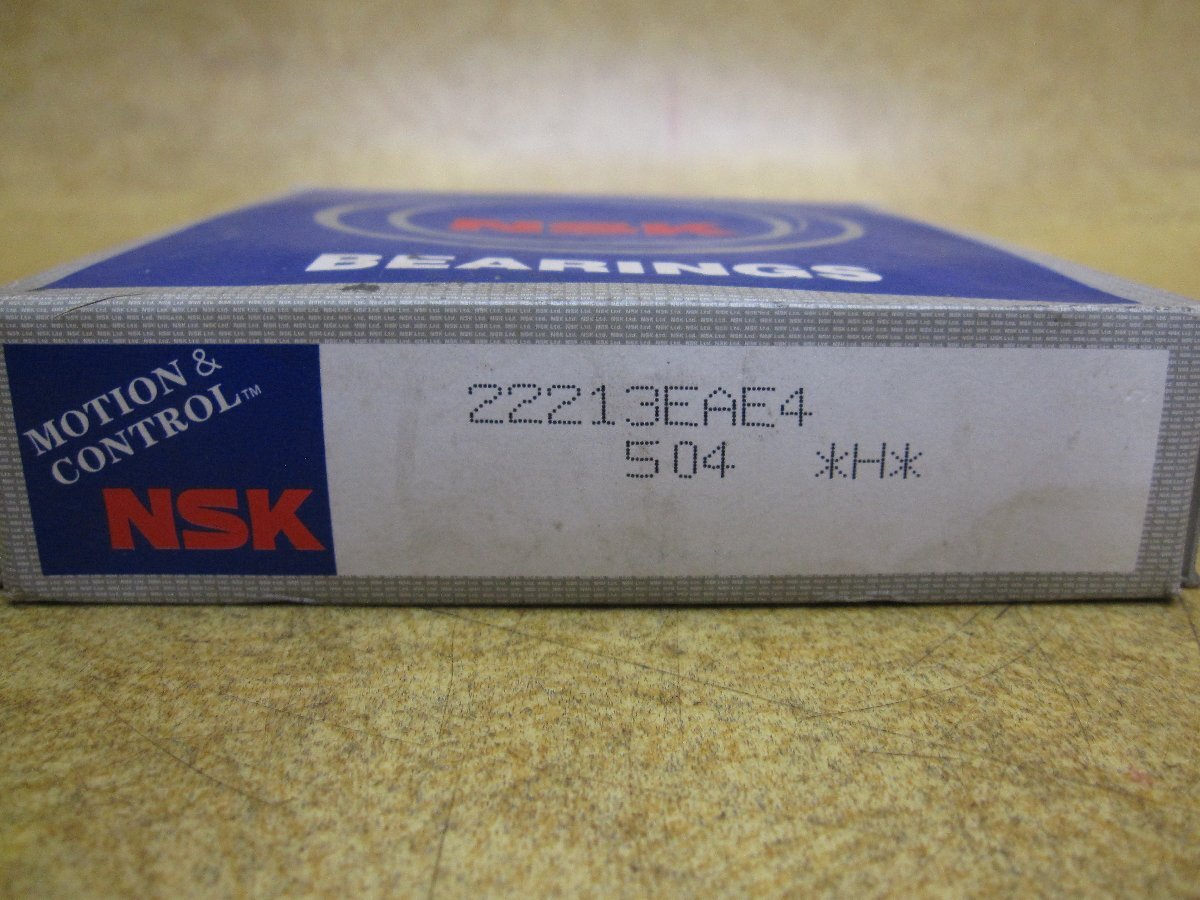 NSK
BEARINGS
MOTION &
CONTROL™
NSK
22213EAE4
504 *H*